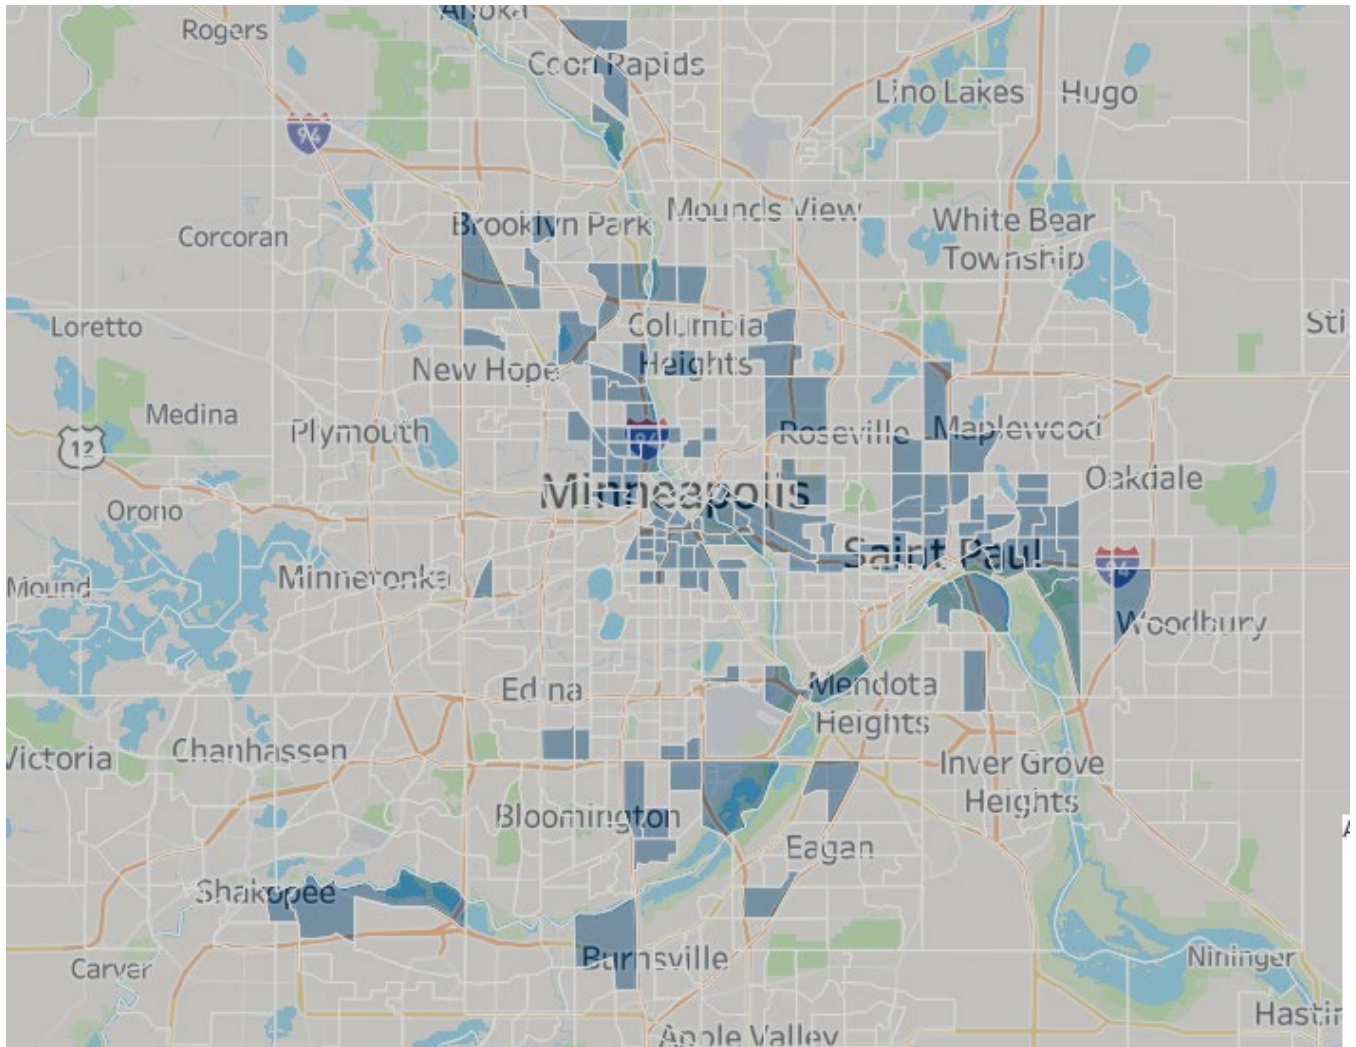 Anoka
Rogers
Coon Rapids
Lino Lakes
Hugo
94
Brooklyn Park
Mounds View
White Bear
Township
Corcoran
Loretto
Columbia
Heights
Sti
New Hope
Medina
Plymouth
94
Roseville
Maplewood
12
Oakdale
Minneapolis
Orono
Saint Paul
94
Mound
Minnetonka
Woodbury
Edina
Mendota
Heights
Victoria
Chanhassen
Inver Grove
Heights
Bloomington
A
Eagan
Shakopee
Burnsville
Nininger
Carver
Hastin
Apple Valley